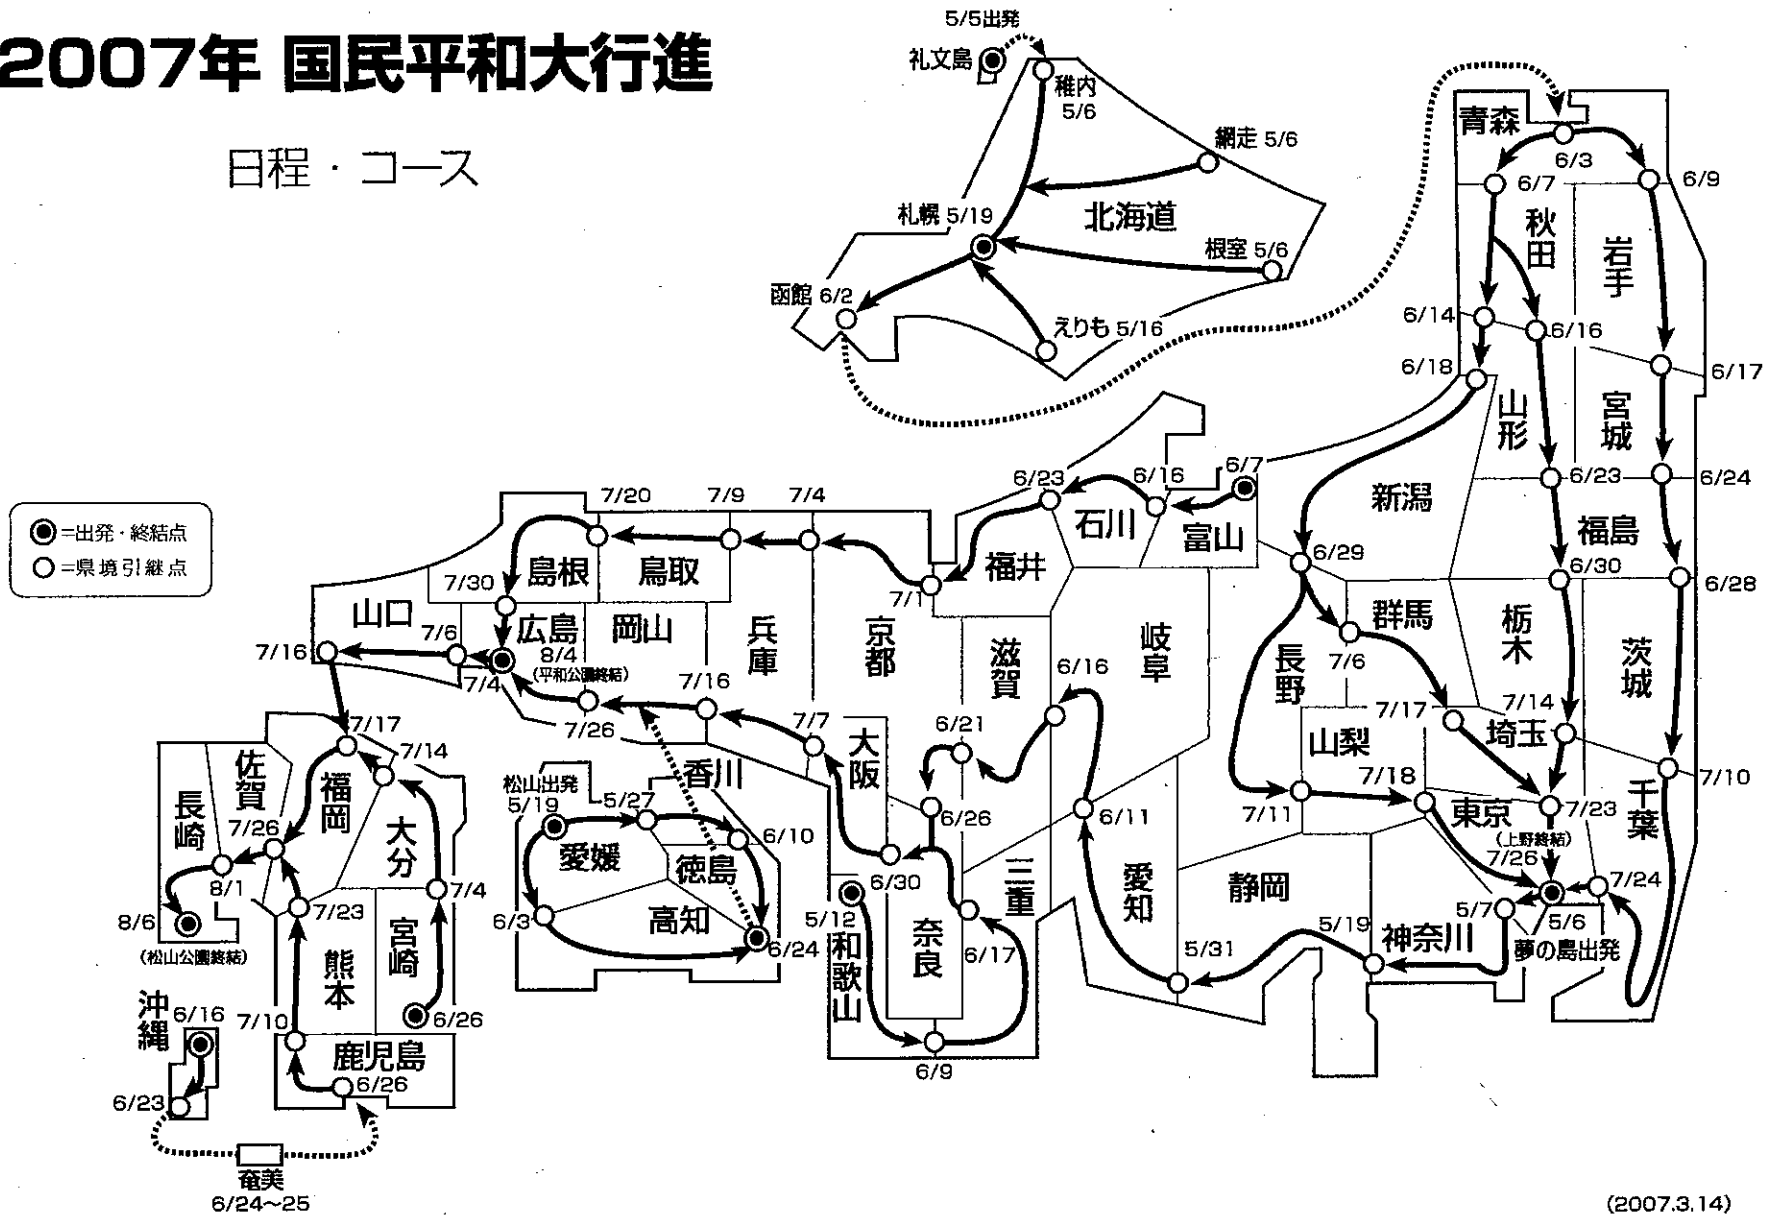 2007年 国民平和大行進
日程・コース
5/5出発
礼文島
稚内
5/6
網走 5/6
札幌 5/19
北海道
根室 5/6
函館 6/2
えりも 5/16
青森
6/3
6/7
6/9
秋田
岩手
6/14
6/16
6/18
6/17
山形
宮城
6/23
6/24
新潟
福島
6/29
6/30
6/28
群馬
栃木
茨城
長野
7/6
7/17
7/14
埼玉
山梨
7/18
7/10
千葉
7/11
東京
7/23
(上野終結)
7/26
7/24
5/7
5/6
夢の島出発
神奈川
5/19
静岡
5/31
愛知
6/11
岐阜
6/16
三重
6/7
富山
6/16
石川
6/23
福井
7/1
滋賀
6/21
6/26
京都
7/4
7/9
7/20
兵庫
鳥取
島根
7/30
岡山
広島
8/4
(平和公園終結)
山口
7/6
7/4
7/16
7/26
7/16
7/7
大阪
6/30
奈良
6/17
5/12
和歌山
6/9
=出発・終結点
=県境引継点
香川
松山出発
5/19
5/27
6/10
愛媛
徳島
高知
6/3
6/24
7/17
7/14
佐賀
福岡
長崎
7/26
大分
8/1
7/23
7/4
8/6
(松山公園終結)
熊本
宮崎
6/26
7/10
鹿児島
6/26
沖縄
6/16
6/23
奄美
6/24～25
(2007.3.14)